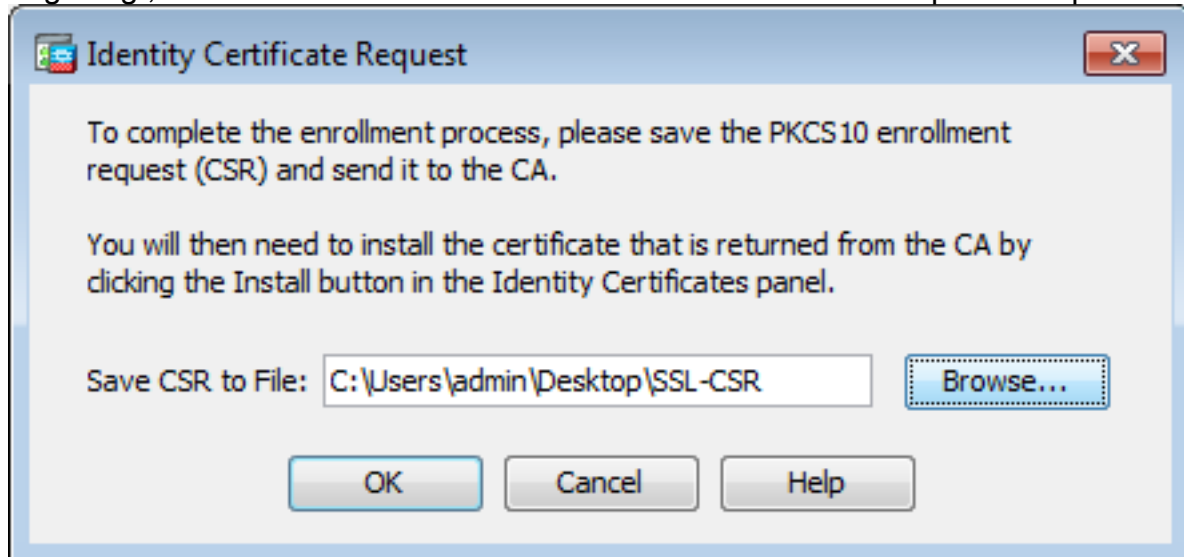 Identity Certificate Request
To complete the enrollment process, please save the PKCS10 enrollment
request (CSR) and send it to the CA.
You will then need to install the certificate that is returned from the CA by
clicking the Install button in the Identity Certificates panel.
Save CSR to File: C:\Users\admin\Desktop\SSL-CSR Browse...
OK Cancel Help